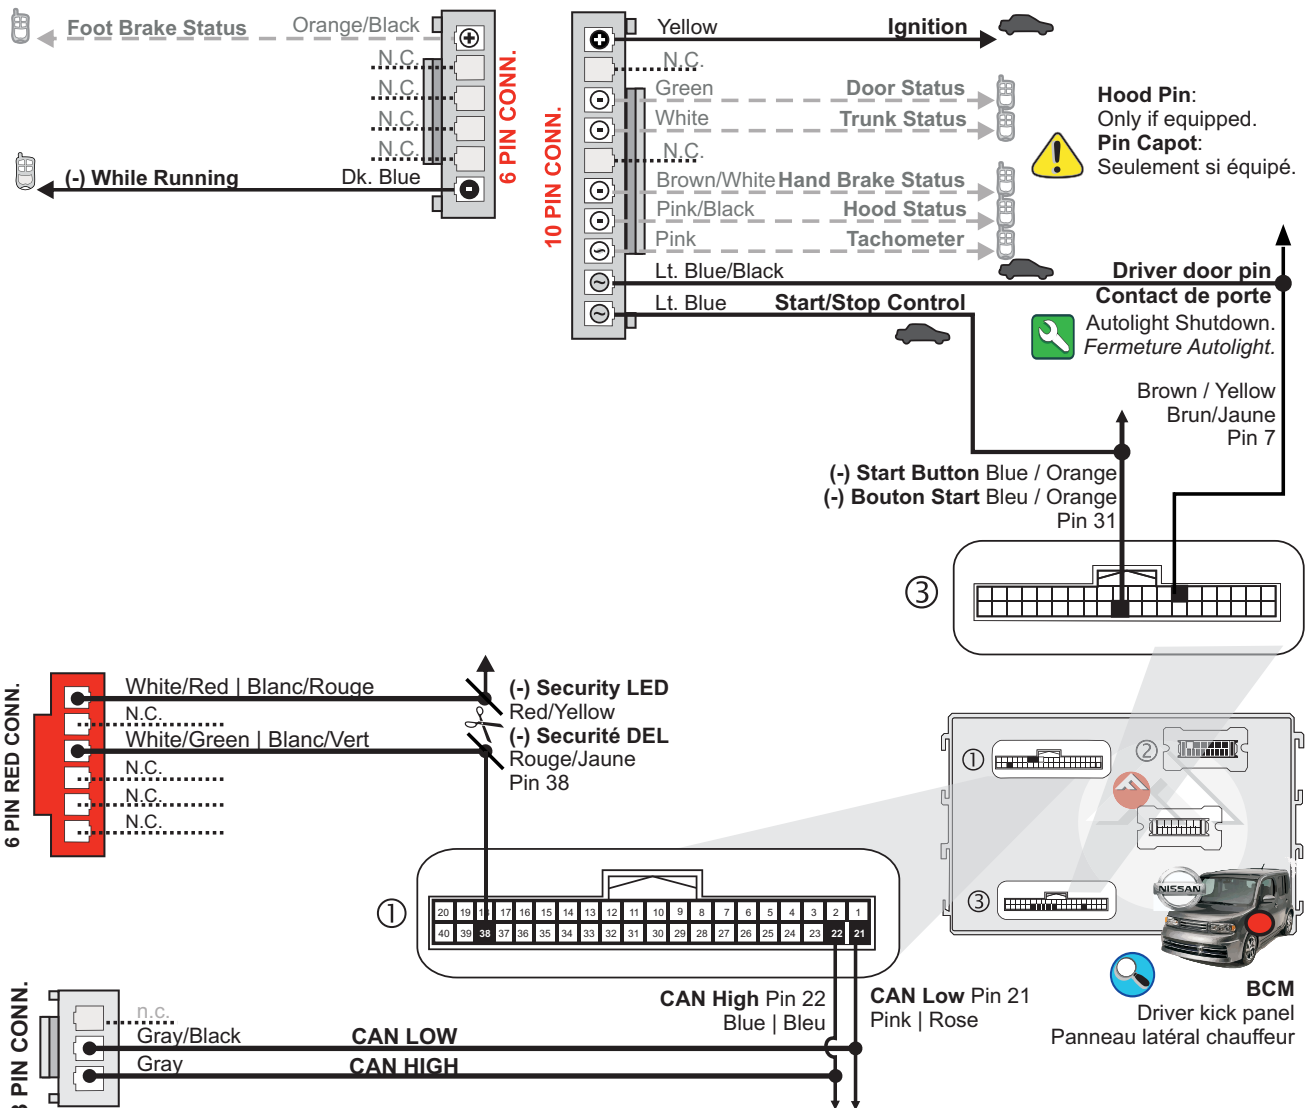 Foot Brake Status Orange/Black
N.C.
N.C.
N.C.
N.C.
(-) While Running Dk. Blue
6 PIN CONN.
10 PIN CONN.
Yellow Ignition
N.C.
Green Door Status
White Trunk Status
N.C.
Brown/White Hand Brake Status
Pink/Black Hood Status
Pink Tachometer
Lt. Blue/Black
Lt. Blue Start/Stop Control
Hood Pin:
Only if equipped.
Pin Capot:
Seulement si équipé.
Driver door pin
Contact de porte
Autolight Shutdown.
Fermeture Autolight.
Brown / Yellow
Brun/Jaune
Pin 7
(-) Start Button Blue / Orange
(-) Bouton Start Bleu / Orange
Pin 31
③
6 PIN RED CONN.
White/Red | Blanc/Rouge
N.C.
White/Green | Blanc/Vert
N.C.
N.C.
N.C.
(-) Security LED
Red/Yellow
(-) Securité DEL
Rouge/Jaune
Pin 38
①
20 19 18 17 16 15 14 13 12 11 10 9 8 7 6 5 4 3 2 1
40 39 38 37 36 35 34 33 32 31 30 29 28 27 26 25 24 23 22 21
①
②
③
NISSAN
BCM
Driver kick panel
Panneau latéral chauffeur
CAN High Pin 22
Blue | Bleu
CAN Low Pin 21
Pink | Rose
PIN CONN.
n.c.
Gray/Black CAN LOW
Gray CAN HIGH